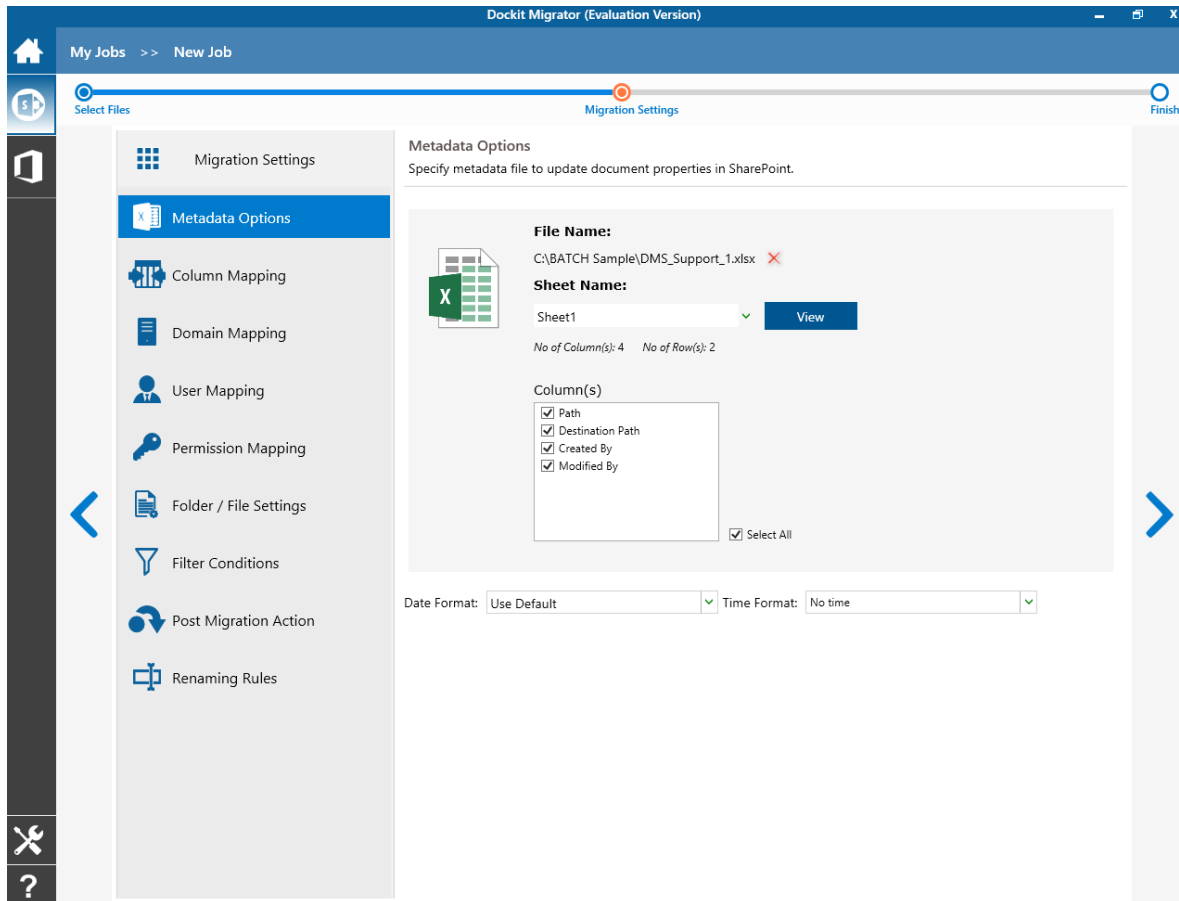 Dockit Migrator (Evaluation Version)
My Jobs >> New Job
Select Files
Migration Settings
Finish
Migration Settings
Metadata Options
Column Mapping
Domain Mapping
User Mapping
Permission Mapping
Folder / File Settings
Filter Conditions
Post Migration Action
Renaming Rules
Metadata Options
Specify metadata file to update document properties in SharePoint.
File Name:
C:\BATCH Sample\DMS_Support_1.xlsx
Sheet Name:
Sheet1
View
No of Column(s): 4 No of Row(s): 2
Column(s)
Path
Destination Path
Created By
Modified By
Select All
Date Format: Use Default Time Format: No time